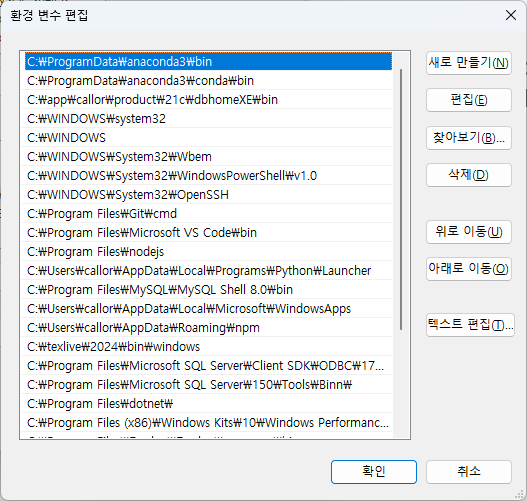 환경 변수 편집
C:₩ProgramData₩anaconda3₩bin
C:₩ProgramData₩anaconda3₩conda₩bin
C:₩app₩callor₩product₩21c₩dbhomeXE₩bin
C:₩WINDOWS₩system32
C:₩WINDOWS
C:₩WINDOWS₩System32₩Wbem
C:₩WINDOWS₩System32₩WindowsPowerShell₩v1.0
C:₩WINDOWS₩System32₩OpenSSH
C:₩Program Files₩Git₩cmd
C:₩Program Files₩Microsoft VS Code₩bin
C:₩Program Files₩nodejs
C:₩Users₩callor₩AppData₩Local₩Programs₩Python₩Launcher
C:₩Program Files₩MySQL₩MySQL Shell 8.0₩bin
C:₩Users₩callor₩AppData₩Local₩Microsoft₩WindowsApps
C:₩Users₩callor₩AppData₩Roaming₩npm
C:₩texlive₩2024₩bin₩windows
C:₩Program Files₩Microsoft SQL Server₩Client SDK₩ODBC₩17...
C:₩Program Files₩Microsoft SQL Server₩150₩Tools₩Binn₩
C:₩Program Files₩dotnet₩
C:₩Program Files (x86)₩Windows Kits₩10₩Windows Performanc...
새로 만들기(N)
편집(E)
찾아보기(B)...
삭제(D)
위로 이동(U)
아래로 이동(O)
텍스트 편집(T)...
확인
취소